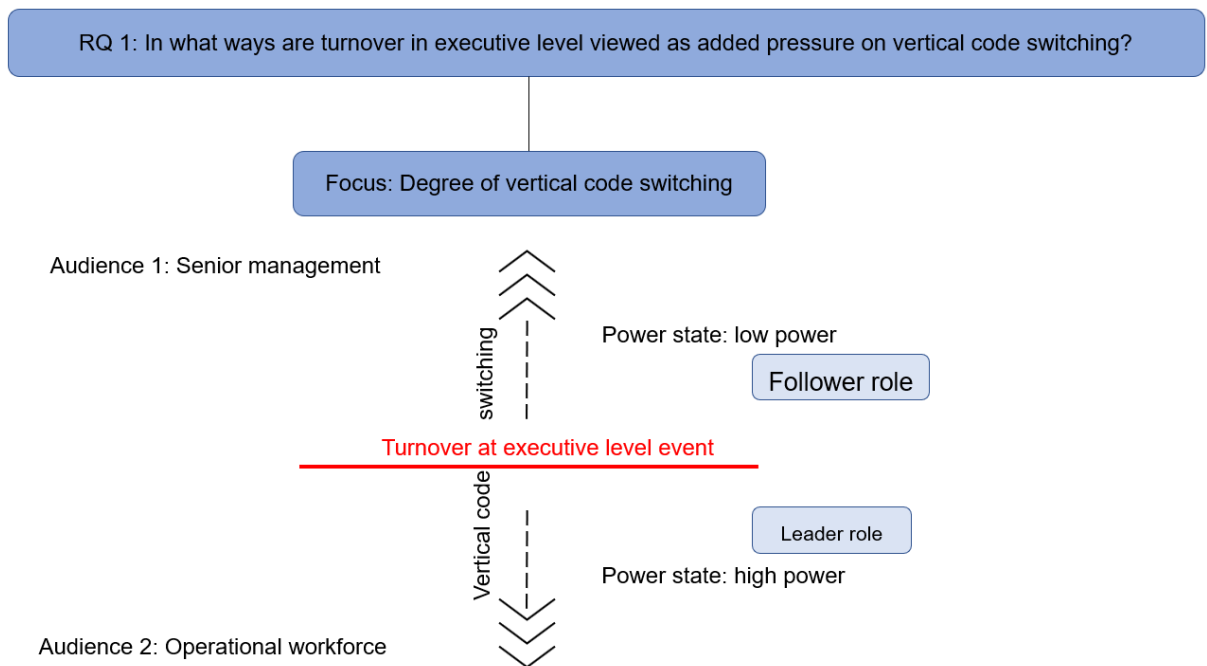 RQ 1: In what ways are turnover in executive level viewed as added pressure on vertical code switching?
Focus: Degree of vertical code switching
Audience 1: Senior management
Power state: low power
Follower role
switching
Turnover at executive level event
Vertical code
Leader role
Power state: high power
Audience 2: Operational workforce